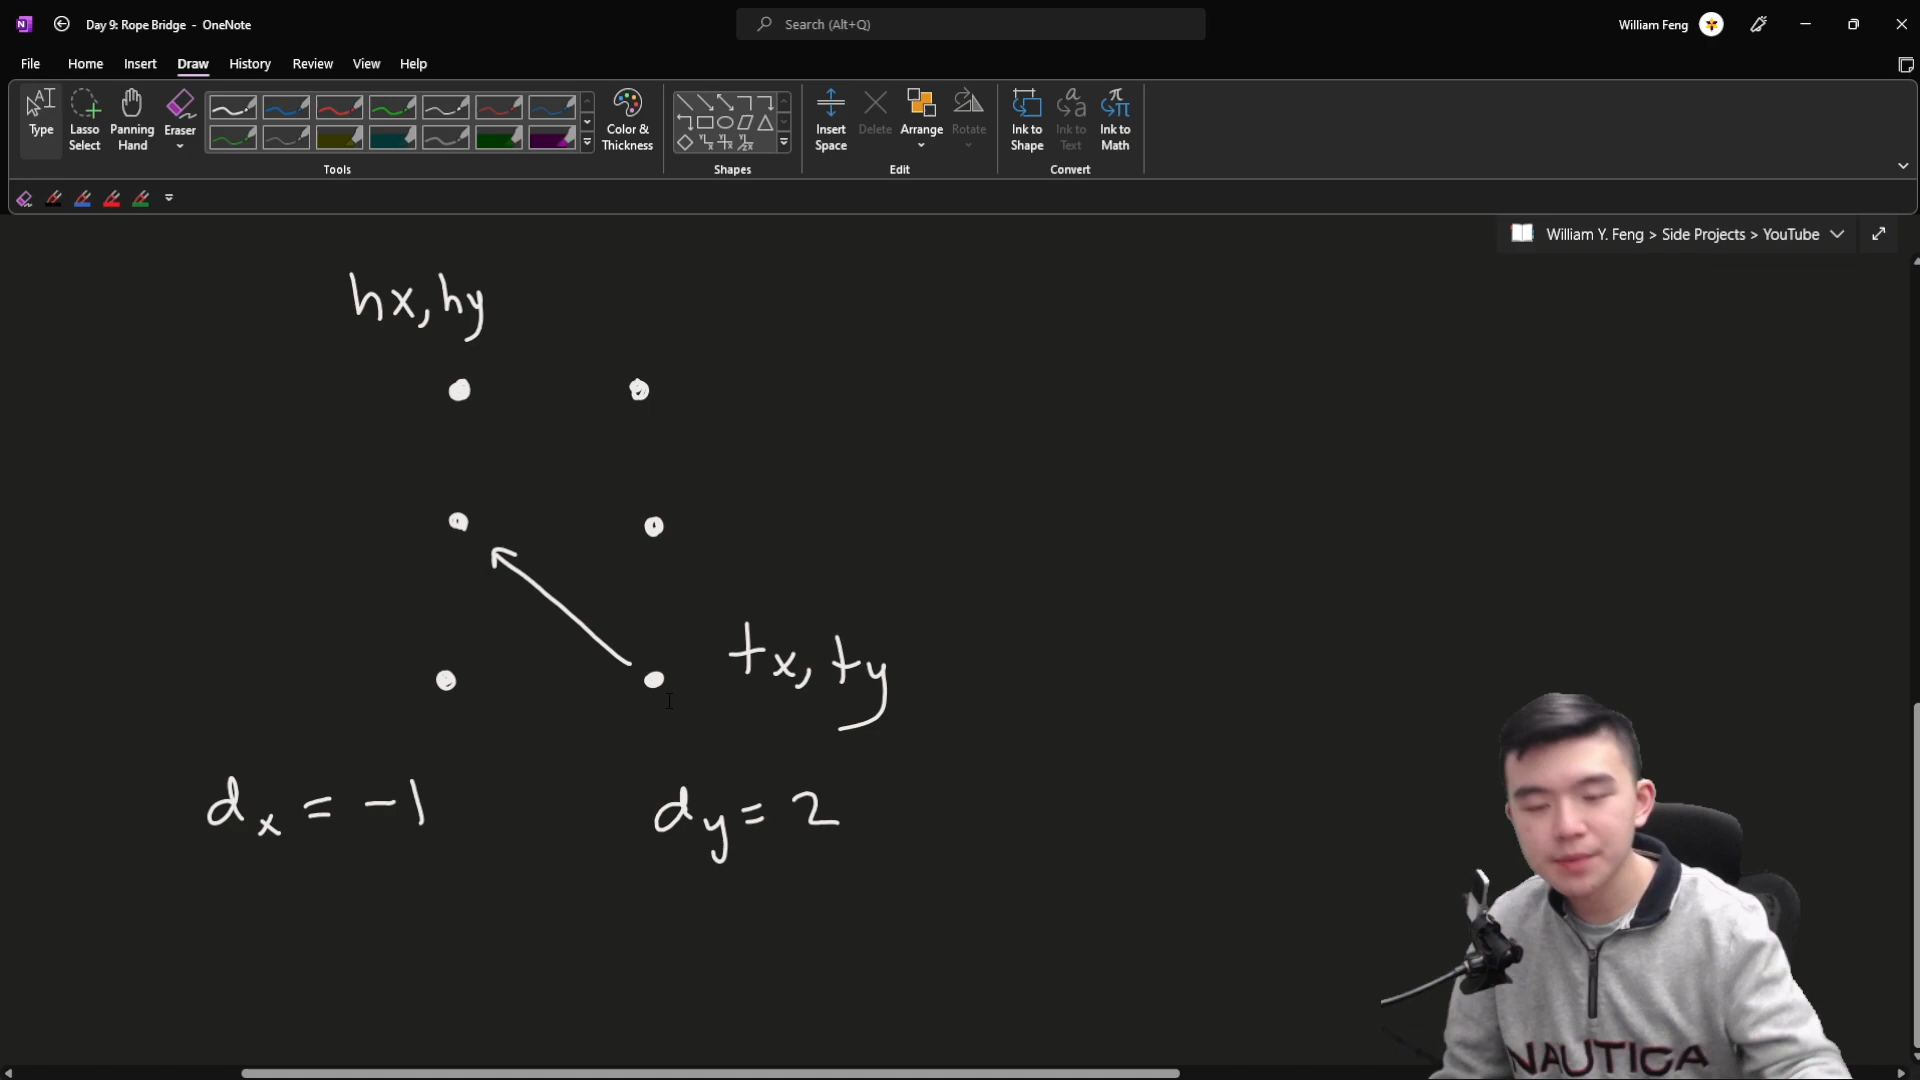 Day 9: Rope Bridge - OneNote
Search (Alt+Q)
William Feng
File Home Insert Draw History Review View Help
Type
Lasso Select
Panning Hand
Eraser
Color & Thickness
Insert Space
Delete
Arrange
Rotate
Ink to Shape
Ink to Text
Ink to Math
Tools
Shapes
Edit
Convert
William Y. Feng > Side Projects > YouTube
hx, hy
tx, ty
dx = -1
dy = 2
NAUTICA